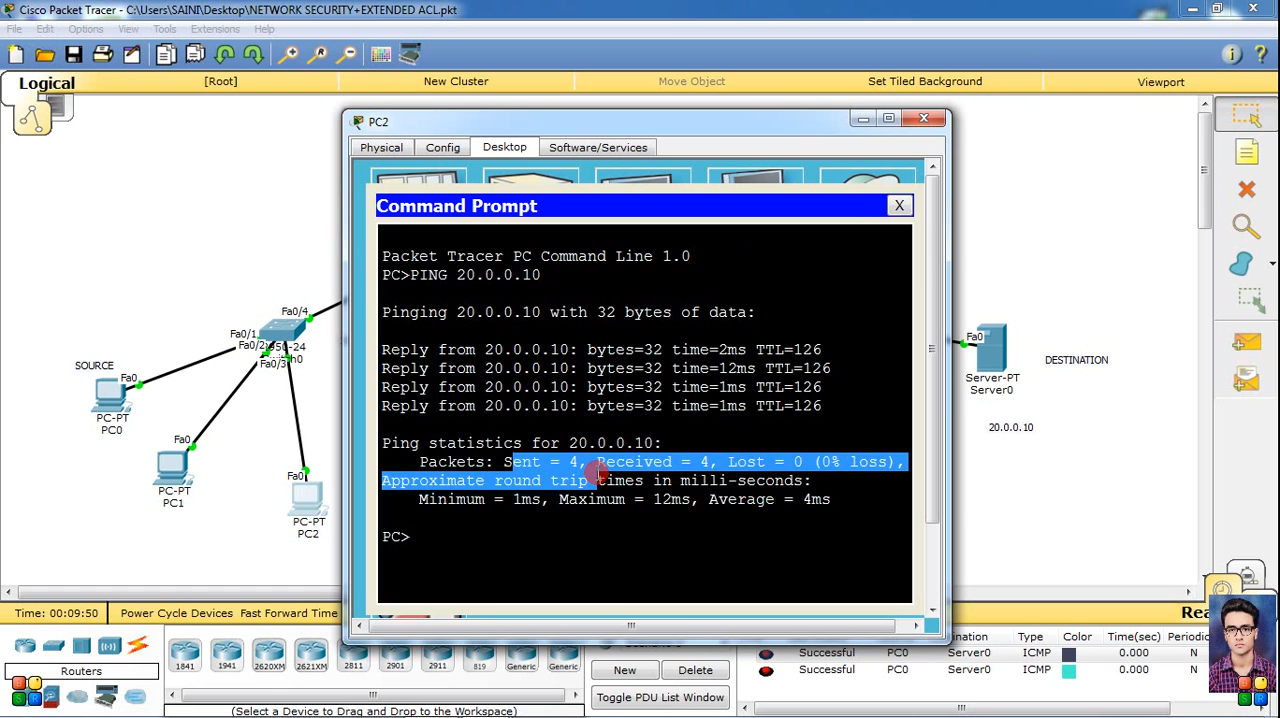 Cisco Packet Tracer - C:\Users\SAINI\Desktop\NETWORK SECURITY+EXTENDED ACL.pkt
File Edit Options View Tools Extensions Help
Logical [Root] New Cluster Move Object Set Tiled Background Viewport
PC2
Physical Config Desktop Software/Services
Command Prompt X
Packet Tracer PC Command Line 1.0
PC>PING 20.0.0.10
Pinging 20.0.0.10 with 32 bytes of data:
Reply from 20.0.0.10: bytes=32 time=2ms TTL=126
Reply from 20.0.0.10: bytes=32 time=12ms TTL=126
Reply from 20.0.0.10: bytes=32 time=1ms TTL=126
Reply from 20.0.0.10: bytes=32 time=1ms TTL=126
Ping statistics for 20.0.0.10:
Packets: Sent = 4, Received = 4, Lost = 0 (0% loss),
Approximate round trip times in milli-seconds:
Minimum = 1ms, Maximum = 12ms, Average = 4ms
PC>
Fa0/4
Fa0/1
Fa0/2
Fa0/3
SOURCE
Fa0
PC-PT
PC0
Fa0
PC-PT
PC1
Fa0
PC-PT
PC2
Fa0
Server-PT
Server0
DESTINATION
20.0.0.10
Time: 00:09:50 Power Cycle Devices Fast Forward Time
Routers
1841 1941 2620XM 2621XM 2811 2901 2911 819 Generic Generic
(Select a Device to Drag and Drop to the Workspace)
New Delete
Toggle PDU List Window
Type Color Time(sec)
Successful PC0 Server0 ICMP 0.000 N
Successful PC0 Server0 ICMP 0.000 N